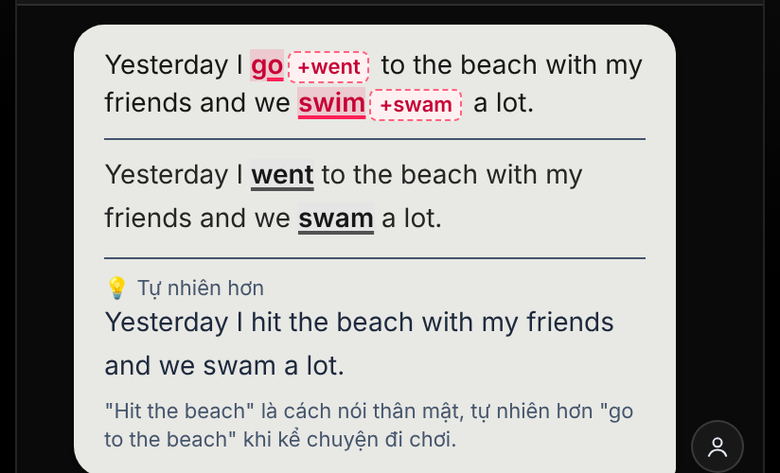 Yesterday I go +went to the beach with my
friends and we swim +swam a lot.
Yesterday I went to the beach with my
friends and we swam a lot.
💡 Tự nhiên hơn
Yesterday I hit the beach with my friends
and we swam a lot.
"Hit the beach" là cách nói thân mật, tự nhiên hơn "go
to the beach" khi kể chuyện đi chơi.